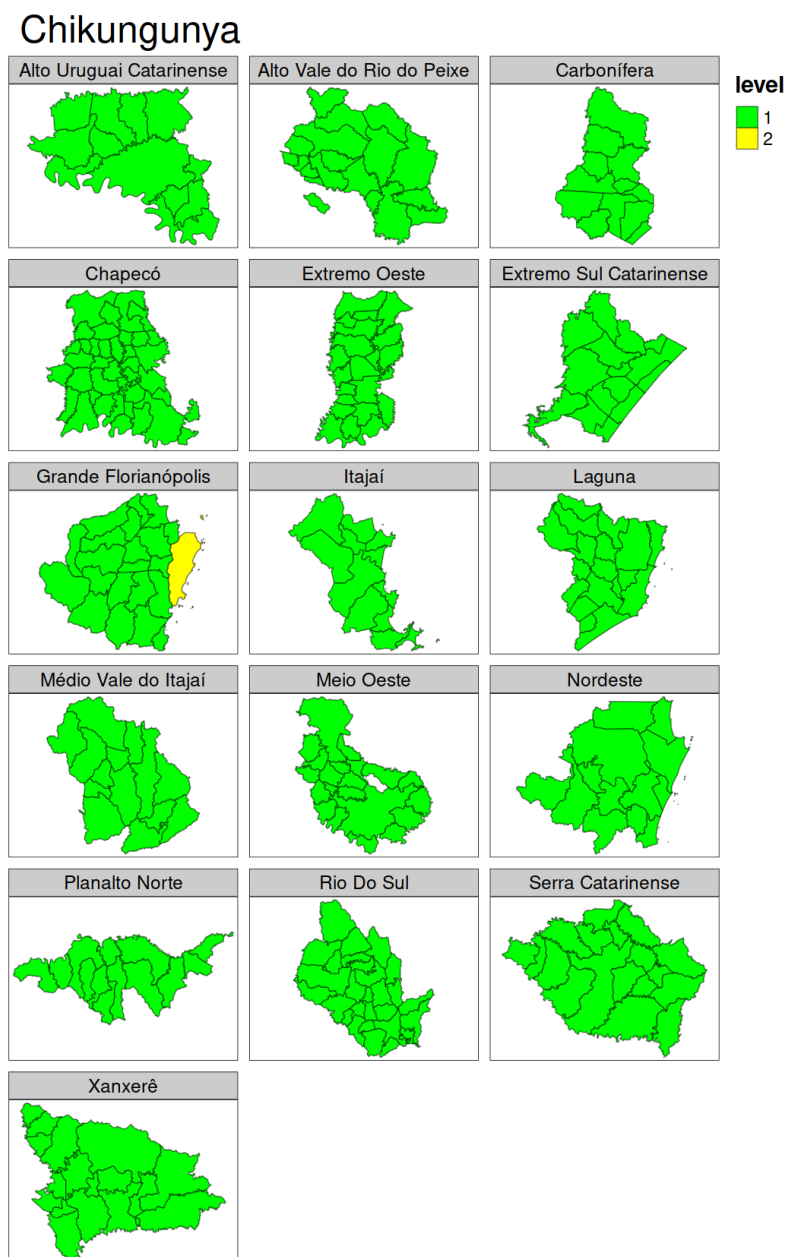 Chikungunya
Alto Uruguai Catarinense
Alto Vale do Rio do Peixe
Carbonífera
level
1
2
Chapecó
Extremo Oeste
Extremo Sul Catarinense
Grande Florianópolis
Itajaí
Laguna
Médio Vale do Itajaí
Meio Oeste
Nordeste
Planalto Norte
Rio Do Sul
Serra Catarinense
Xanxerê